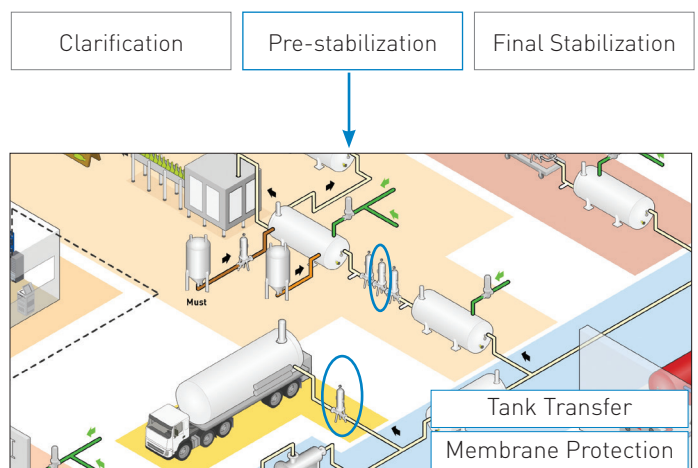 Clarification
Pre-stabilization
Final Stabilization
Must
Tank Transfer
Membrane Protection